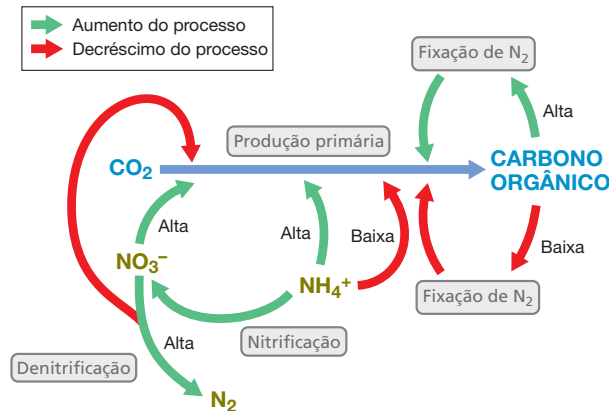 Aumento do processo
Decréscimo do processo
Fixação de N₂
Alta
Produção primária
CO₂
CARBONO
ORGÂNICO
Alta
Alta
Baixa
Baixa
NO₃⁻
NH₄⁺
Fixação de N₂
Nitrificação
Alta
Denitrificação
N₂